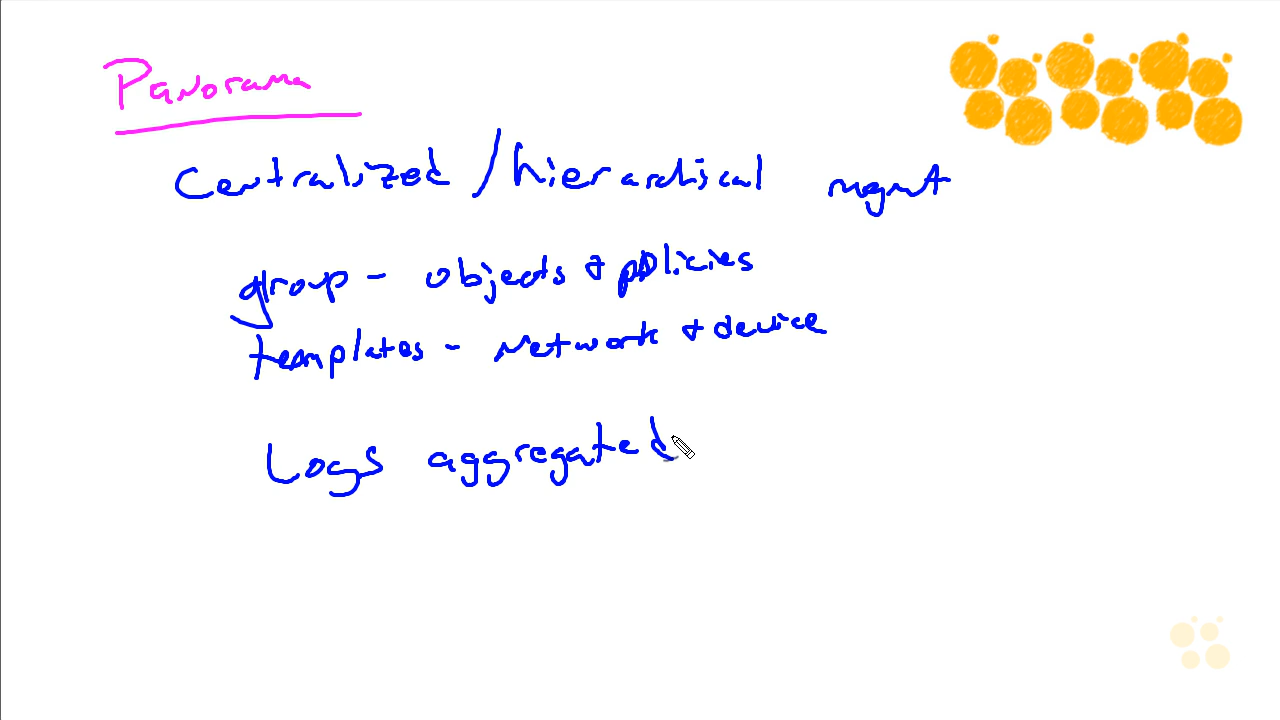 Panorama
Centralized / hierarchical mgmt
group - objects & policies
templates - Network & device
Logs aggregated